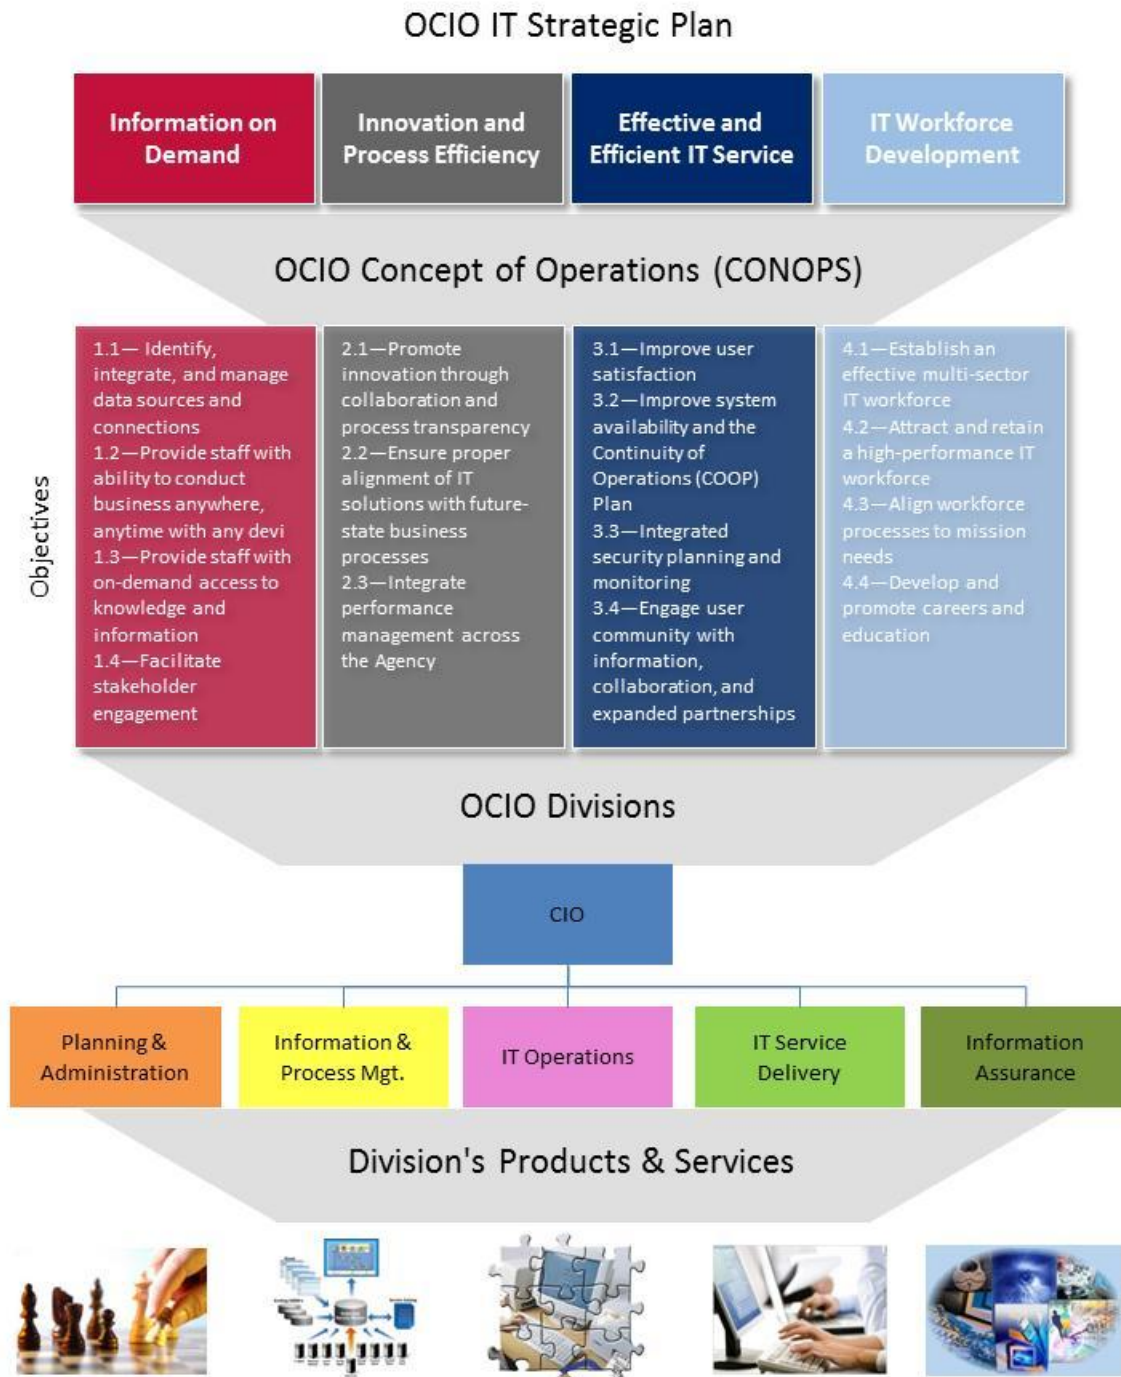 OCIO IT Strategic Plan
Information on
Demand
Innovation and
Process Efficiency
Effective and
Efficient IT Service
IT Workforce
Development
OCIO Concept of Operations (CONOPS)
Objectives
1.1— Identify,
integrate, and manage
data sources and
connections
1.2—Provide staff with
ability to conduct
business anywhere,
anytime with any devi
1.3—Provide staff with
on-demand access to
knowledge and
information
1.4—Facilitate
stakeholder
engagement
2.1—Promote
innovation through
collaboration and
process transparency
2.2—Ensure proper
alignment of IT
solutions with future-
state business
processes
2.3—Integrate
performance
management across
the Agency
3.1—Improve user
satisfaction
3.2—Improve system
availability and the
Continuity of
Operations (COOP)
Plan
3.3—Integrated
security planning and
monitoring
3.4—Engage user
community with
information,
collaboration, and
expanded partnerships
4.1—Establish an
effective multi-sector
IT workforce
4.2—Attract and retain
a high-performance IT
workforce
4.3—Align workforce
processes to mission
needs
4.4—Develop and
promote careers and
education
OCIO Divisions
CIO
Planning &
Administration
Information &
Process Mgt.
IT Operations
IT Service
Delivery
Information
Assurance
Division's Products & Services